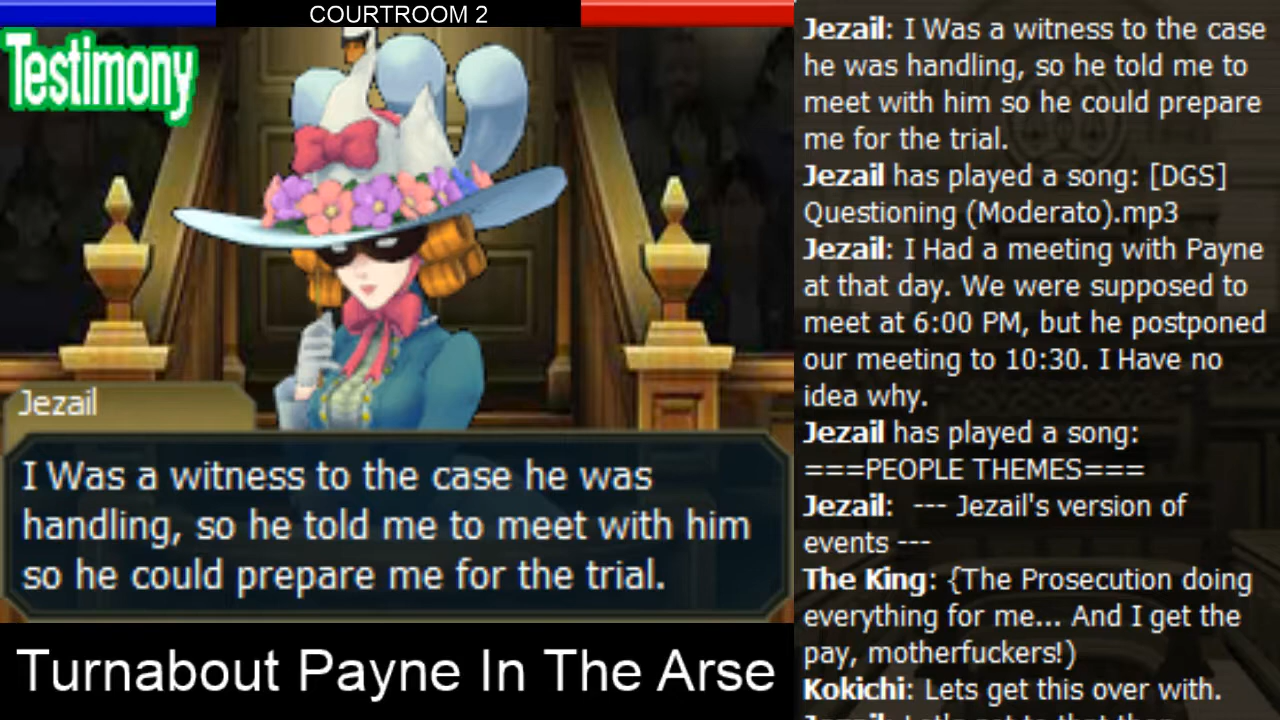 COURTROOM 2
Testimony
Jezail
I Was a witness to the case he was
handling, so he told me to meet with him
so he could prepare me for the trial.
Turnabout Payne In The Arse
Jezail: I Was a witness to the case
he was handling, so he told me to
meet with him so he could prepare
me for the trial.
Jezail has played a song: [DGS]
Questioning (Moderato).mp3
Jezail: I Had a meeting with Payne
at that day. We were supposed to
meet at 6:00 PM, but he postponed
our meeting to 10:30. I Have no
idea why.
Jezail has played a song:
===PEOPLE THEMES===
Jezail:  --- Jezail's version of
events ---
The King: {The Prosecution doing
everything for me... And I get the
pay, motherfuckers!)
Kokichi: Lets get this over with.